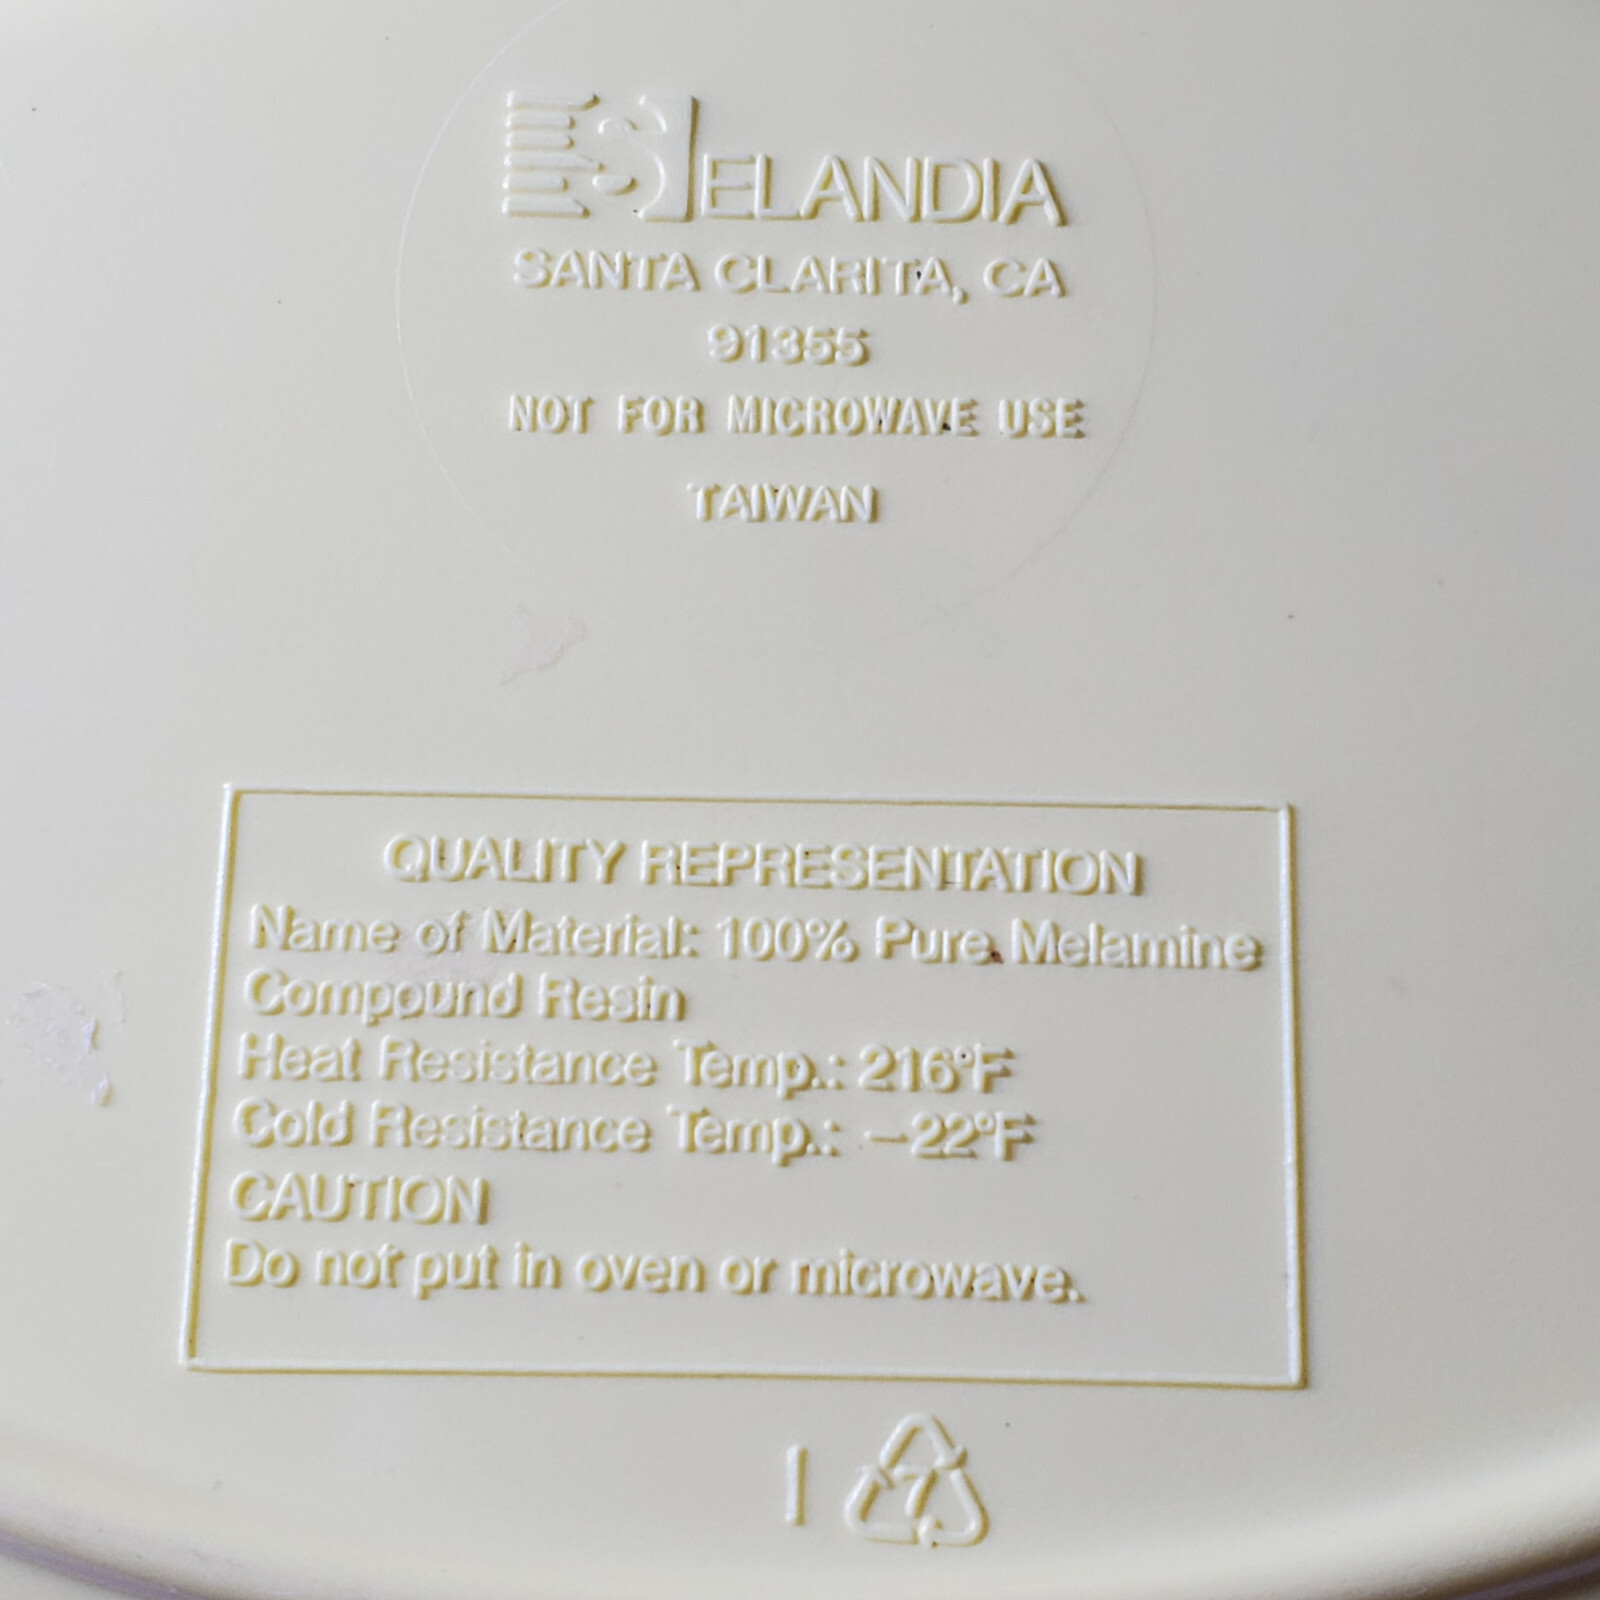 SELANDIA
SANTA CLARITA, CA
91355
NOT FOR MICROWAVE USE
TAIWAN
QUALITY REPRESENTATION
Name of Material: 100% Pure Melamine
Compound Resin
Heat Resistance Temp.: 216°F
Cold Resistance Temp.: –22°F
CAUTION
Do not put in oven or microwave.
I 7